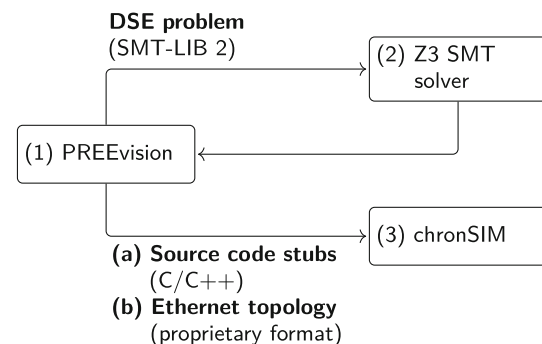 DSE problem
(SMT-LIB 2)
(2) Z3 SMT
solver
(1) PREEvision
(3) chronSIM
(a) Source code stubs
(C/C++)
(b) Ethernet topology
(proprietary format)